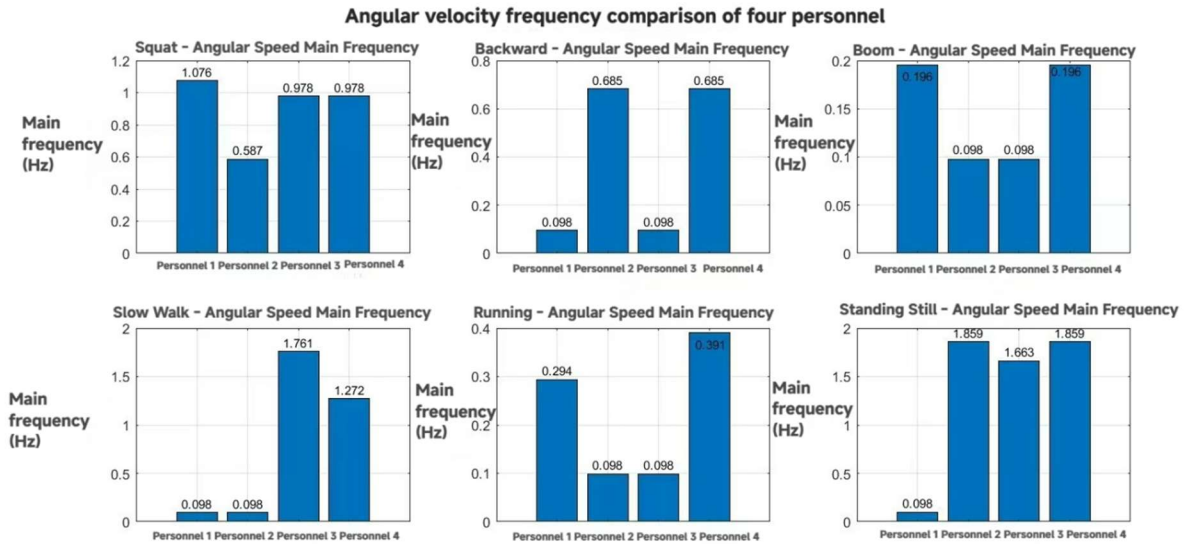 Angular velocity frequency comparison of four personnel
Squat - Angular Speed Main Frequency
Main
frequency
(Hz)
1.2
1
0.8
0.6
0.4
0.2
0
1.076
0.587
0.978
0.978
Personnel 1 Personnel 2 Personnel 3 Personnel 4
Backward - Angular Speed Main Frequency
Main
frequency
(Hz)
0.8
0.6
0.4
0.2
0
0.098
0.685
0.098
0.685
Personnel 1 Personnel 2 Personnel 3 Personnel 4
Boom - Angular Speed Main Frequency
Main
frequency
(Hz)
0.2
0.15
0.1
0.05
0
0.196
0.098
0.098
0.196
Personnel 1 Personnel 2 Personnel 3 Personnel 4
Slow Walk - Angular Speed Main Frequency
Main
frequency
(Hz)
2
1.5
1
0.5
0
0.098
0.098
1.761
1.272
Personnel 1 Personnel 2 Personnel 3 Personnel 4
Running - Angular Speed Main Frequency
Main
frequency
(Hz)
0.4
0.3
0.2
0.1
0
0.294
0.098
0.098
0.391
Personnel 1 Personnel 2 Personnel 3 Personnel 4
Standing Still - Angular Speed Main Frequency
Main
frequency
(Hz)
2
1.5
1
0.5
0
0.098
1.859
1.663
1.859
Personnel 1 Personnel 2 Personnel 3 Personnel 4